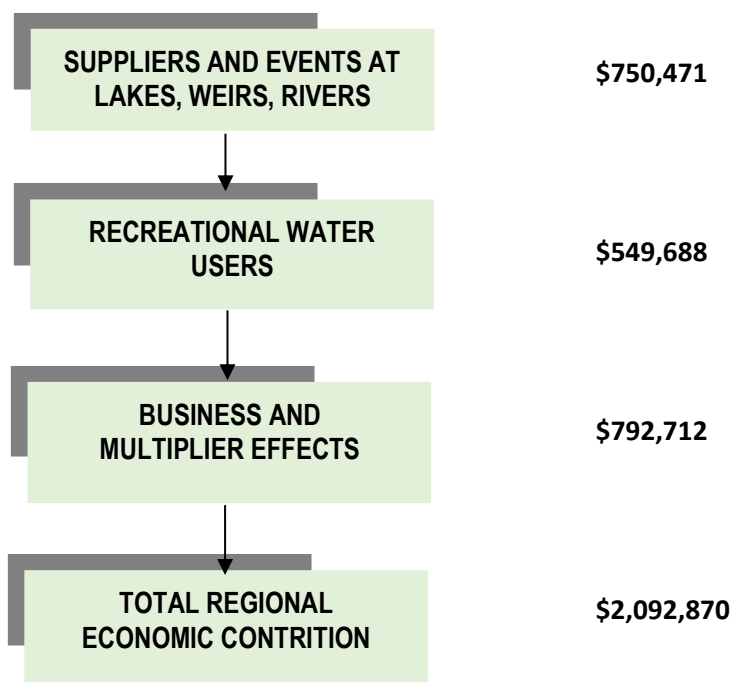 SUPPLIERS AND EVENTS AT
LAKES, WEIRS, RIVERS
$750,471
RECREATIONAL WATER
USERS
$549,688
BUSINESS AND
MULTIPLIER EFFECTS
$792,712
TOTAL REGIONAL
ECONOMIC CONTRITION
$2,092,870